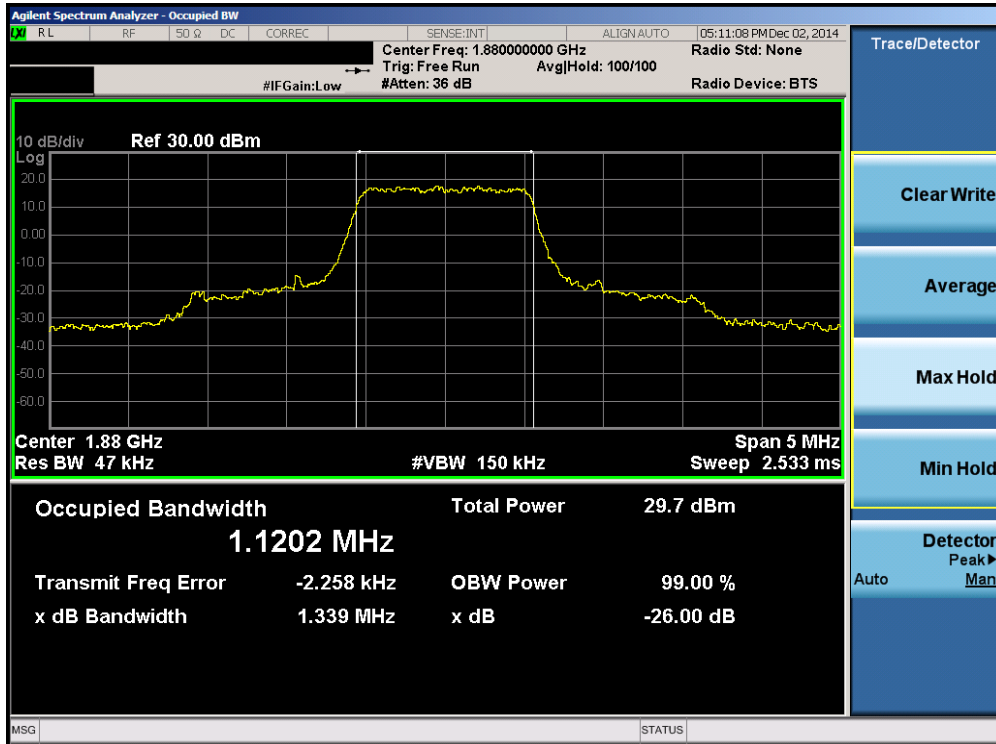 Agilent Spectrum Analyzer - Occupied BW
LXI RL RF 50 Ω DC CORREC SENSE:INT ALIGN AUTO 05:11:08 PM Dec 02, 2014
Center Freq: 1.880000000 GHz Radio Std: None
Trig: Free Run Avg|Hold: 100/100
#IFGain:Low #Atten: 36 dB Radio Device: BTS
10 dB/div Ref 30.00 dBm
Log
20.0
10.0
0.00
-10.0
-20.0
-30.0
-40.0
-50.0
-60.0
Center 1.88 GHz Span 5 MHz
Res BW 47 kHz #VBW 150 kHz Sweep 2.533 ms
Occupied Bandwidth Total Power 29.7 dBm
1.1202 MHz
Transmit Freq Error -2.258 kHz OBW Power 99.00 %
x dB Bandwidth 1.339 MHz x dB -26.00 dB
MSG STATUS
Trace/Detector
Clear Write
Average
Max Hold
Min Hold
Detector
Peak▶
Auto Man